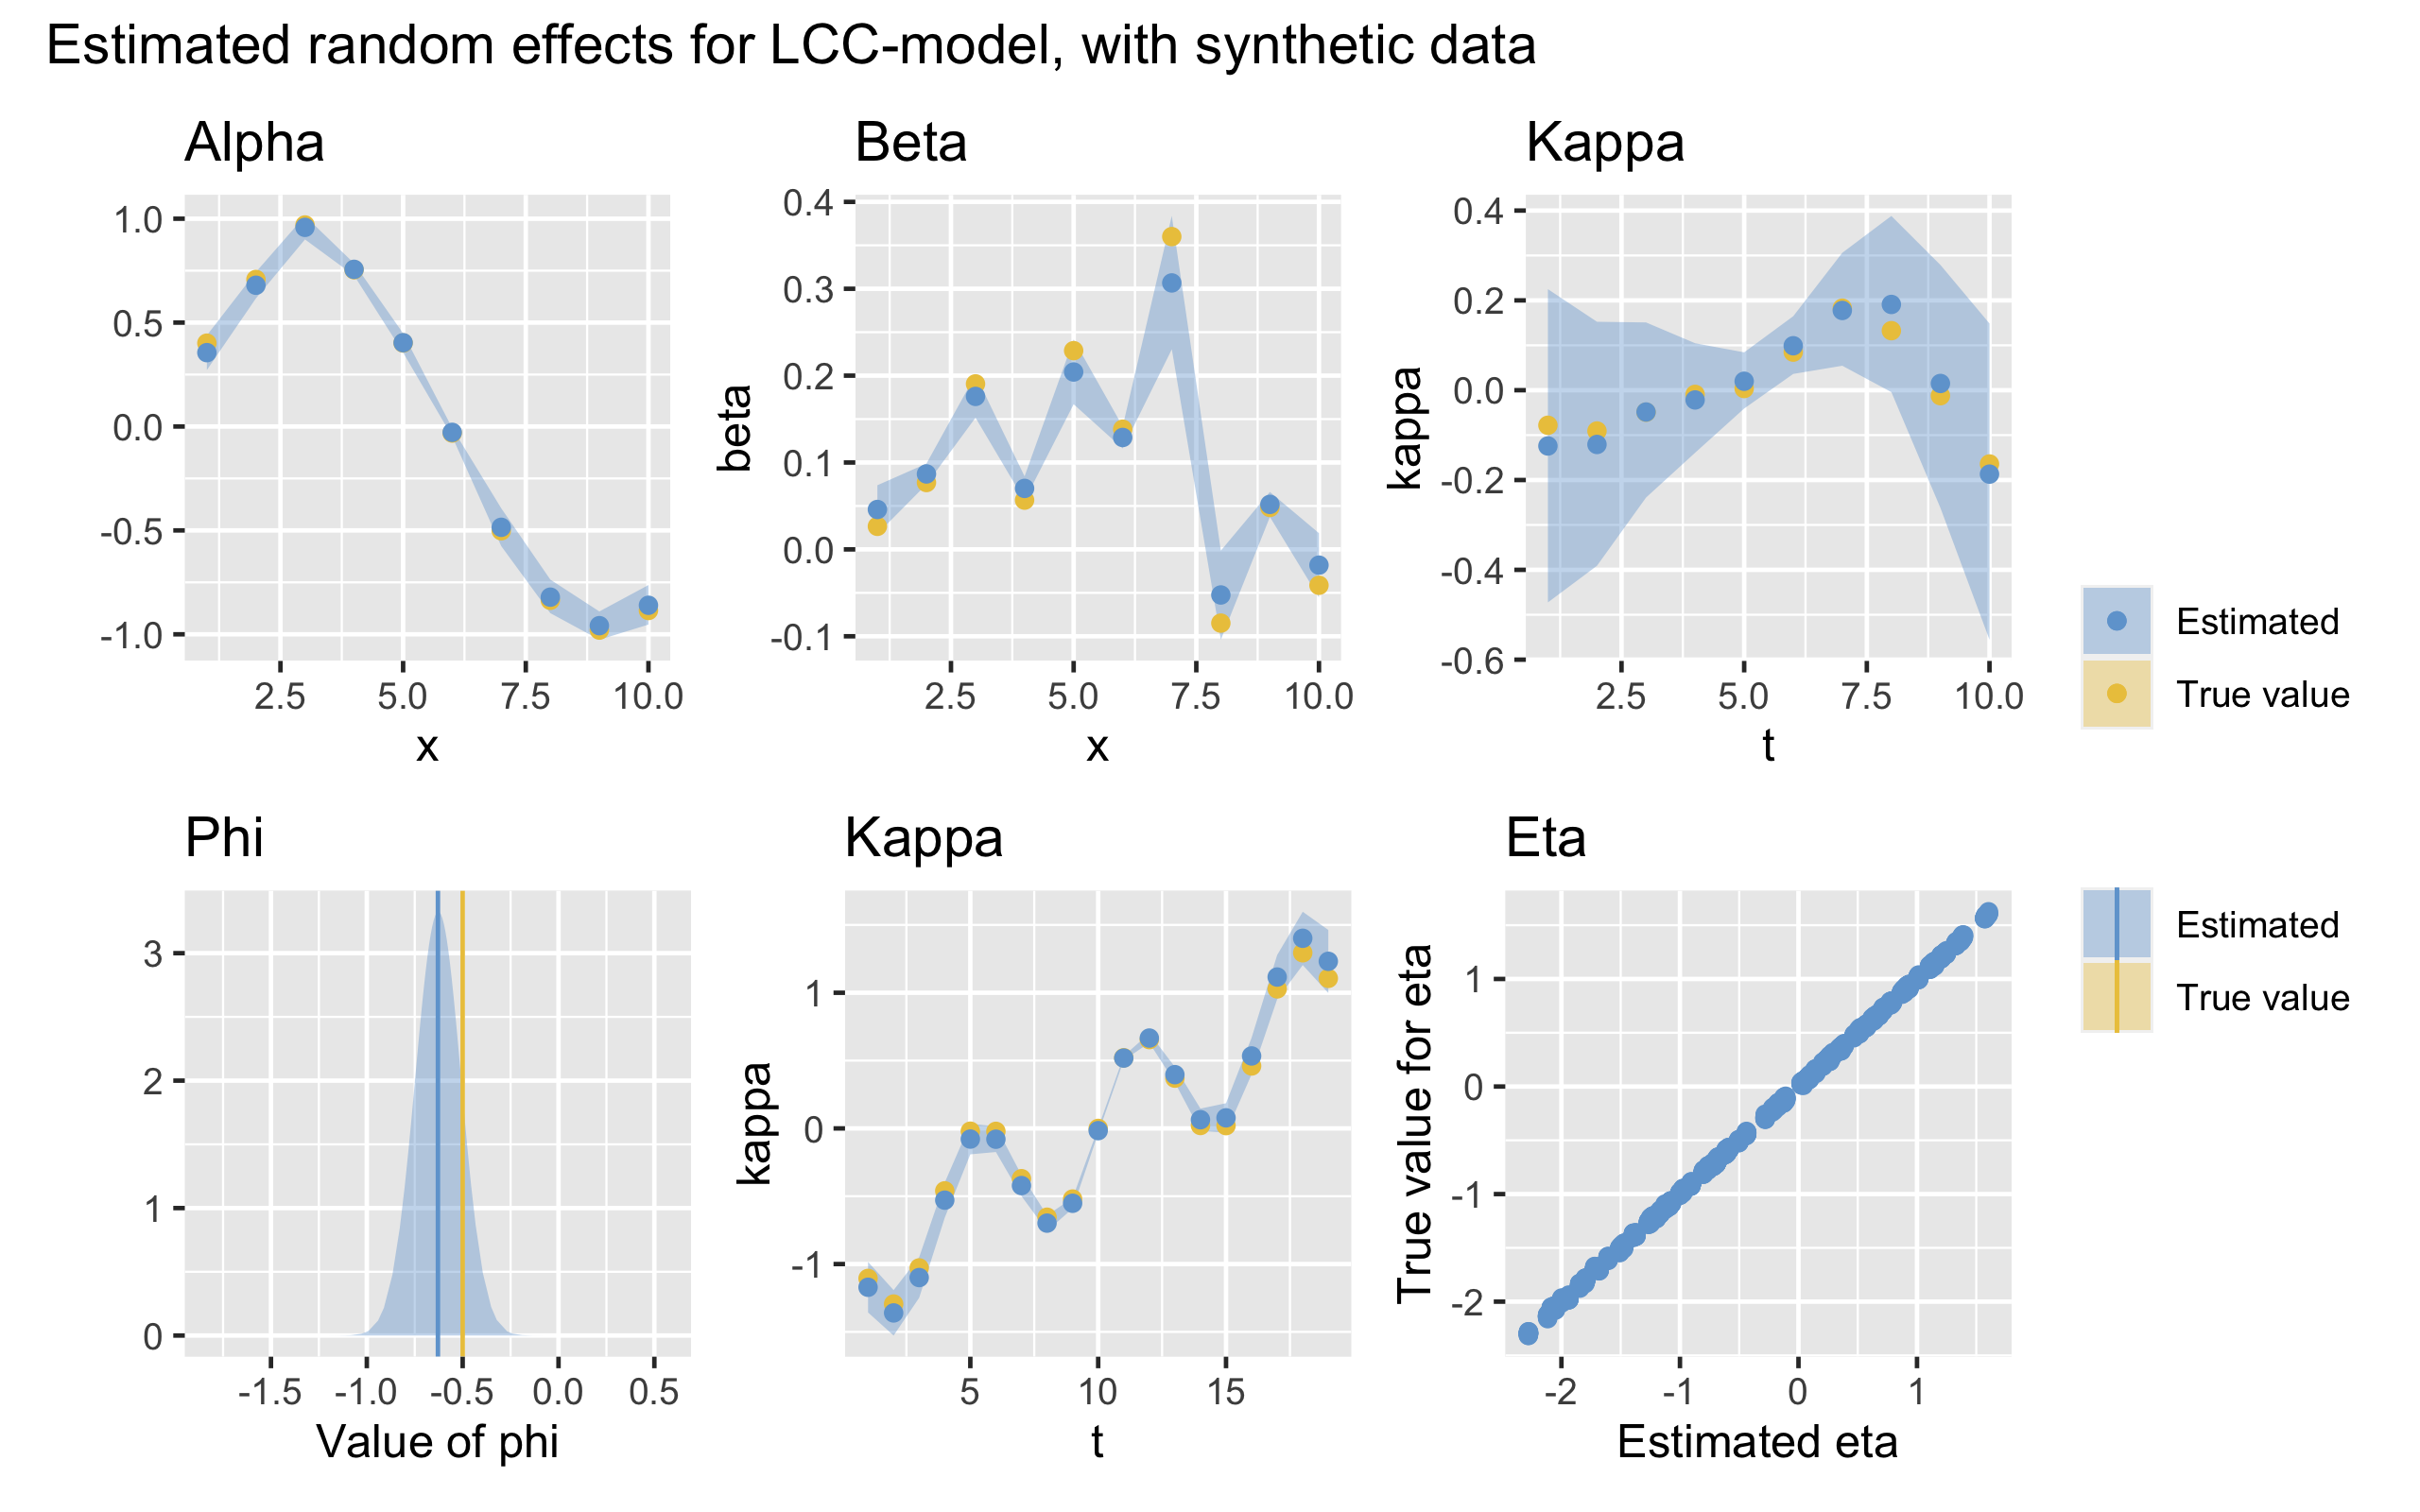 Estimated random effects for LCC-model, with synthetic data
Alpha
1.0
0.5
0.0
-0.5
-1.0
2.5 5.0 7.5 10.0
x
Beta
beta
0.4
0.3
0.2
0.1
0.0
-0.1
2.5 5.0 7.5 10.0
x
Kappa
kappa
0.4
0.2
0.0
-0.2
-0.4
-0.6
2.5 5.0 7.5 10.0
t
Estimated
True value
Phi
3
2
1
0
-1.5 -1.0 -0.5 0.0 0.5
Value of phi
Kappa
kappa
1
0
-1
5 10 15
t
Eta
True value for eta
1
0
-1
-2
-2 -1 0 1
Estimated eta
Estimated
True value